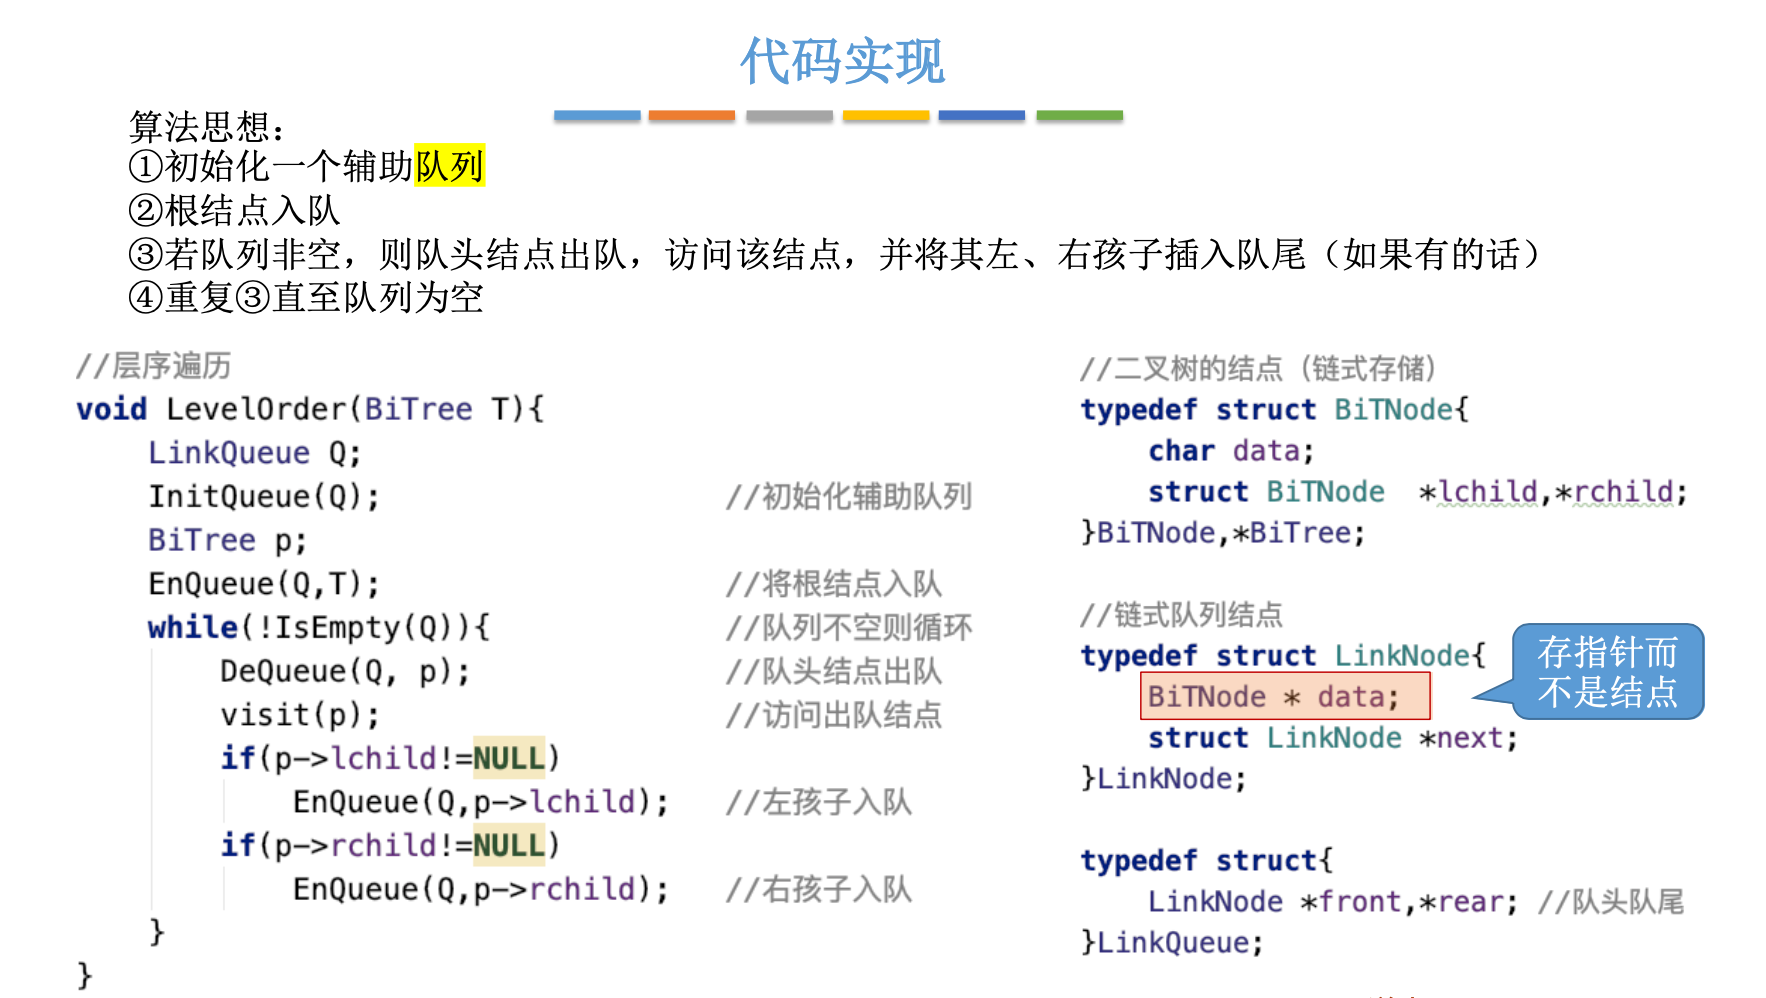 代码实现
算法思想：
①初始化一个辅助队列
②根结点入队
③若队列非空，则队头结点出队，访问该结点，并将其左、右孩子插入队尾（如果有的话）
④重复③直至队列为空
//层序遍历
void LevelOrder(BiTree T){
    LinkQueue Q;
    InitQueue(Q);    //初始化辅助队列
    BiTree p;
    EnQueue(Q,T);    //将根结点入队
    while(!IsEmpty(Q)){    //队列不空则循环
        DeQueue(Q, p);    //队头结点出队
        visit(p);    //访问出队结点
        if(p->lchild!=NULL)
            EnQueue(Q,p->lchild);    //左孩子入队
        if(p->rchild!=NULL)
            EnQueue(Q,p->rchild);    //右孩子入队
    }
}
//二叉树的结点（链式存储）
typedef struct BiTNode{
    char data;
    struct BiTNode  *lchild,*rchild;
}BiTNode,*BiTree;
//链式队列结点
typedef struct LinkNode{
    BiTNode * data;
    struct LinkNode *next;
}LinkNode;
存指针而
不是结点
typedef struct{
    LinkNode *front,*rear; //队头队尾
}LinkQueue;